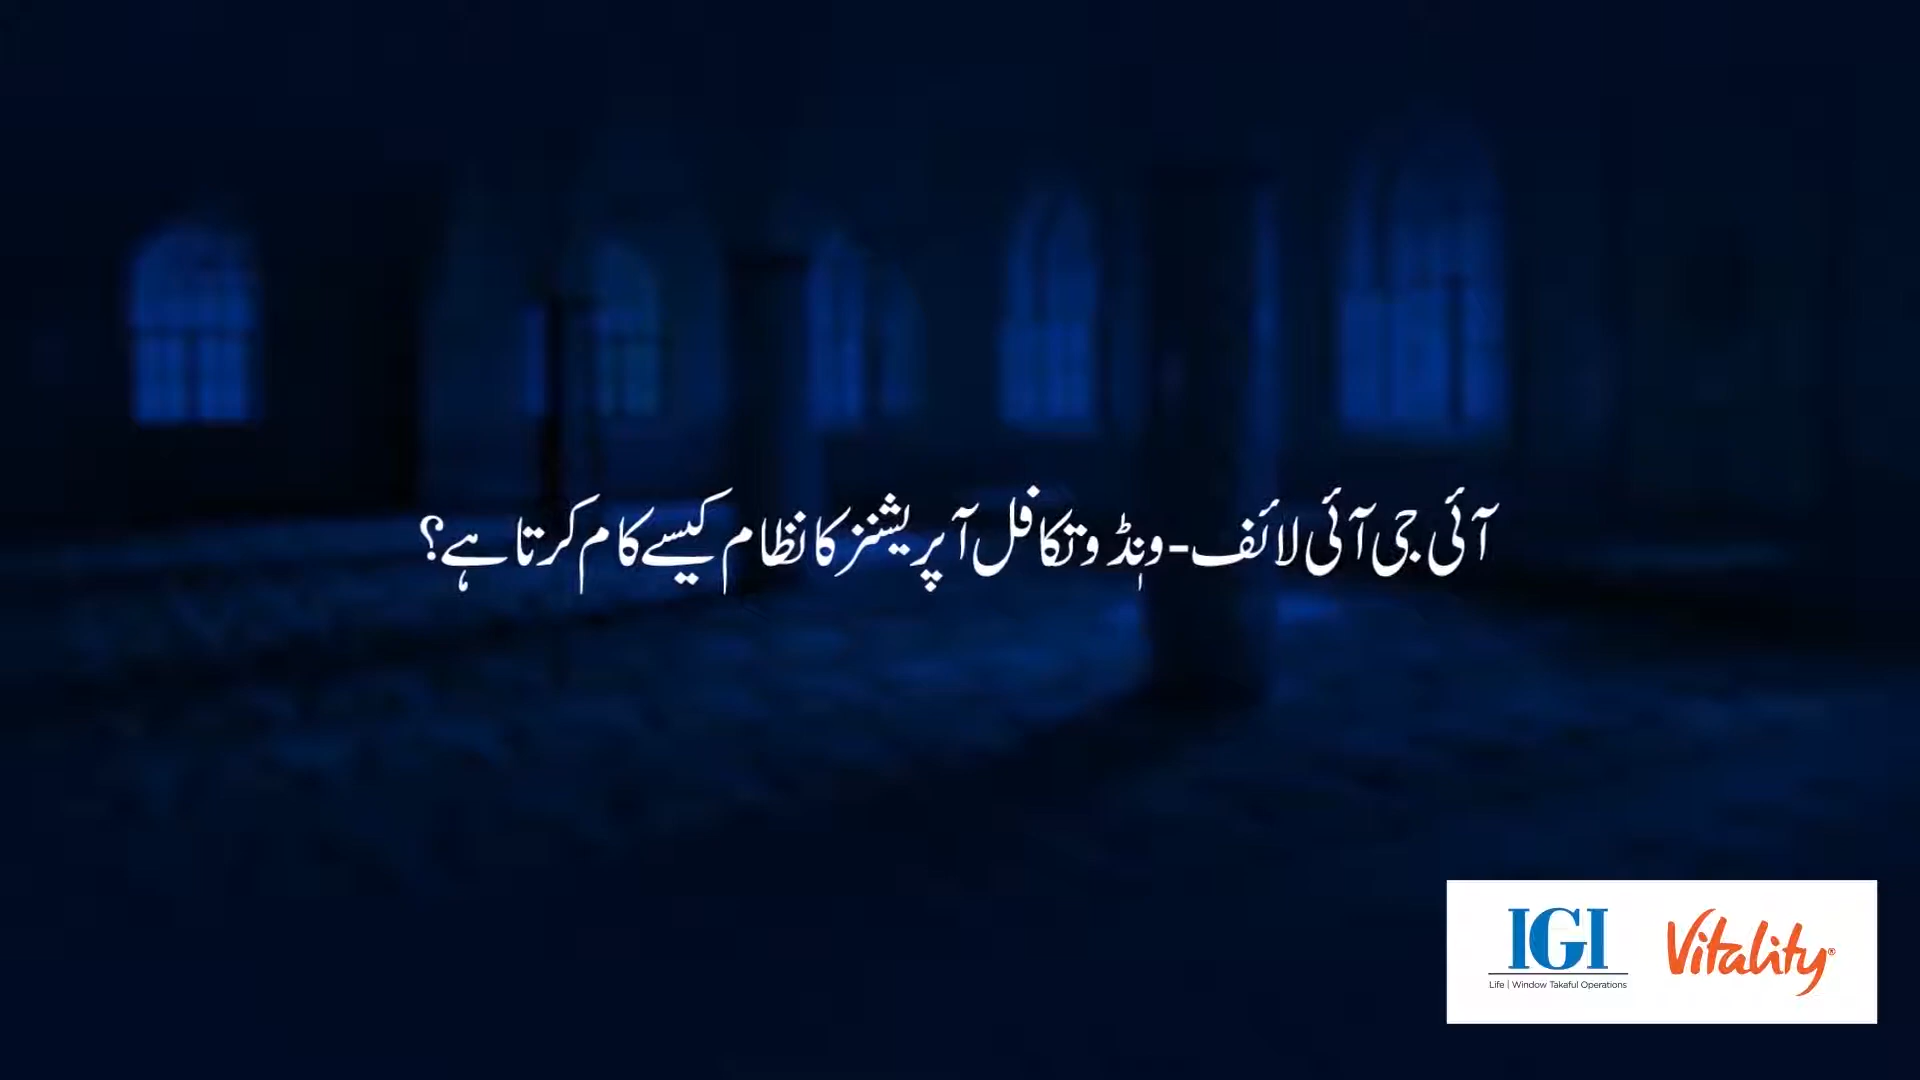 آئی جی آئی لائف - ونڈو تکافل آپریشنز کا نظام کیسے کام کرتا ہے؟
IGI Vitality®
Life | Window Takaful Operations